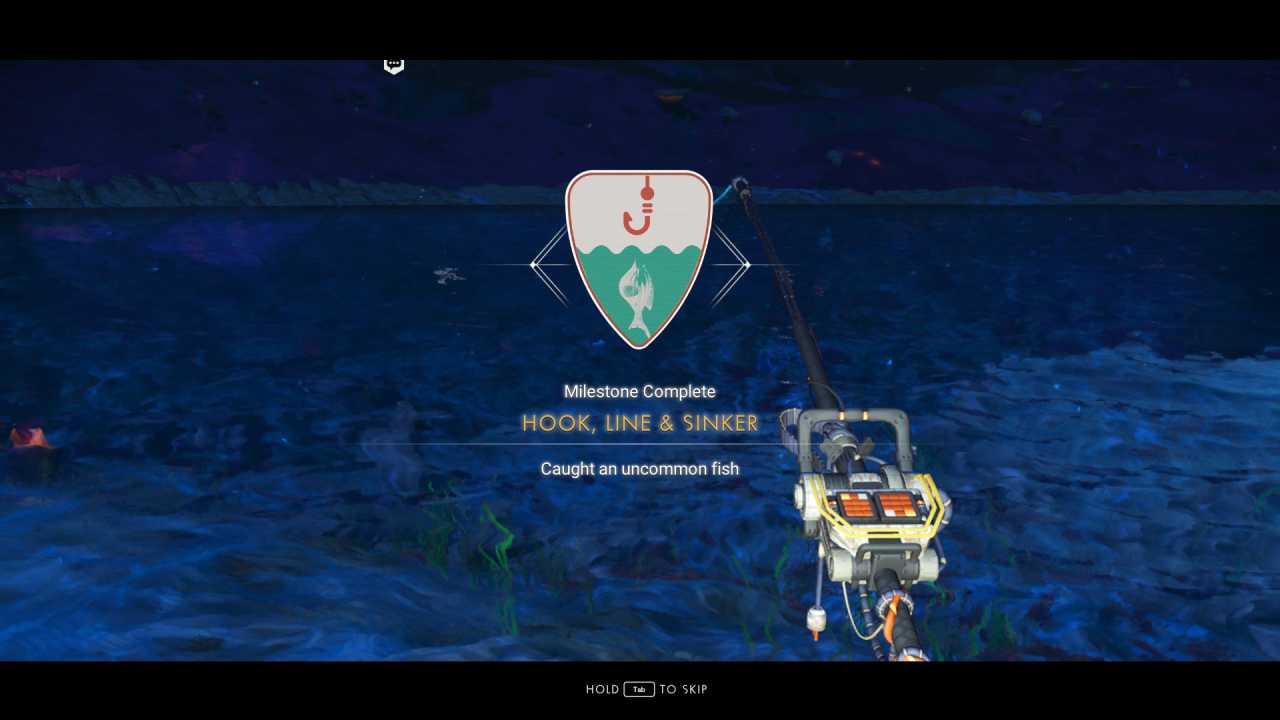 Milestone Complete
HOOK, LINE & SINKER
Caught an uncommon fish
HOLD Tab TO SKIP